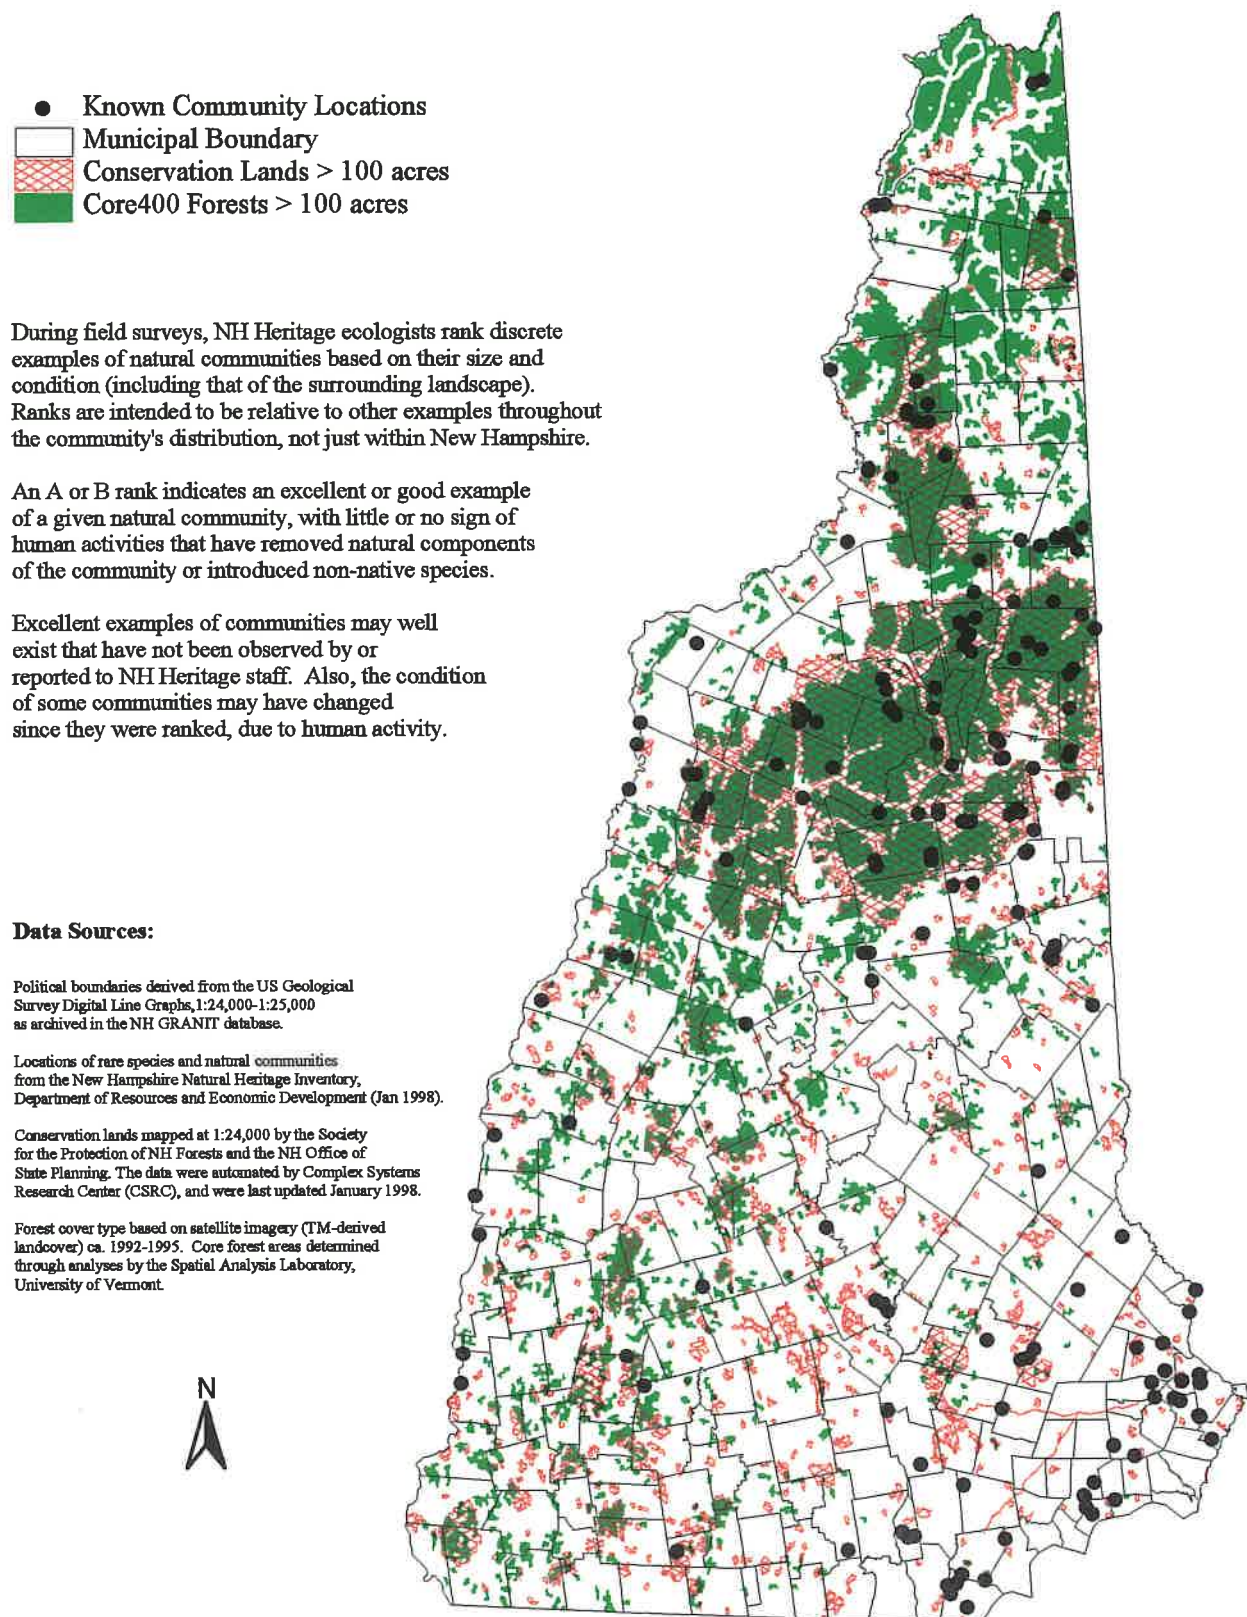 Known Community Locations
Municipal Boundary
Conservation Lands > 100 acres
Core400 Forests > 100 acres
During field surveys, NH Heritage ecologists rank discrete
examples of natural communities based on their size and
condition (including that of the surrounding landscape).
Ranks are intended to be relative to other examples throughout
the community's distribution, not just within New Hampshire.
An A or B rank indicates an excellent or good example
of a given natural community, with little or no sign of
human activities that have removed natural components
of the community or introduced non-native species.
Excellent examples of communities may well
exist that have not been observed by or
reported to NH Heritage staff. Also, the condition
of some communities may have changed
since they were ranked, due to human activity.
Data Sources:
Political boundaries derived from the US Geological
Survey Digital Line Graphs,1:24,000-1:25,000
as archived in the NH GRANIT database.
Locations of rare species and natural communities
from the New Hampshire Natural Heritage Inventory,
Department of Resources and Economic Development (Jan 1998).
Conservation lands mapped at 1:24,000 by the Society
for the Protection of NH Forests and the NH Office of
State Planning. The data were automated by Complex Systems
Research Center (CSRC), and were last updated January 1998.
Forest cover type based on satellite imagery (TM-derived
landcover) ca. 1992-1995. Core forest areas determined
through analyses by the Spatial Analysis Laboratory,
University of Vermont.
N